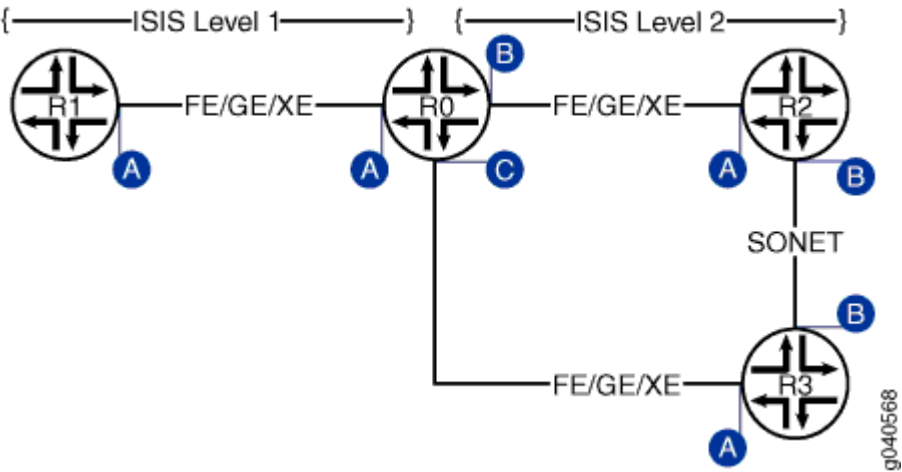 { ISIS Level 1 } { ISIS Level 2 }
B
R1 FE/GE/XE R0 FE/GE/XE R2
A A C A B
SONET
B
FE/GE/XE R3
A
g040568